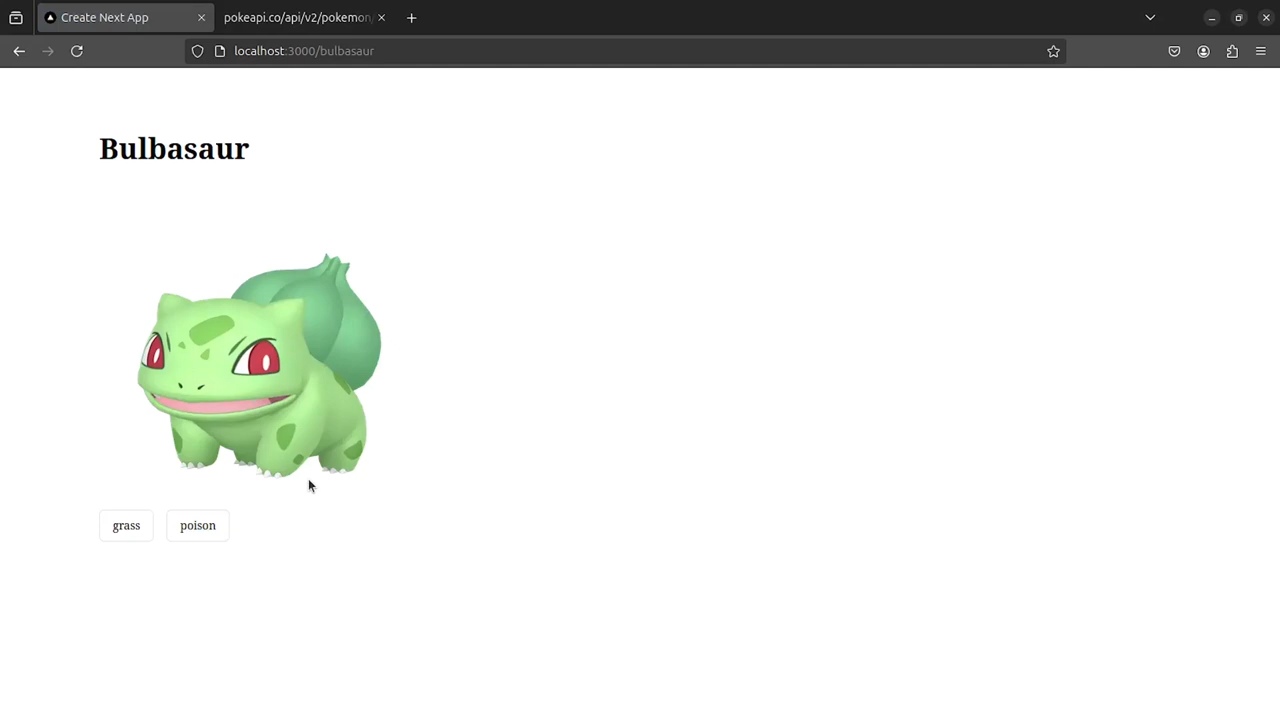 Create Next App
pokeapi.co/api/v2/pokemon/
localhost:3000/bulbasaur
Bulbasaur
grass
poison